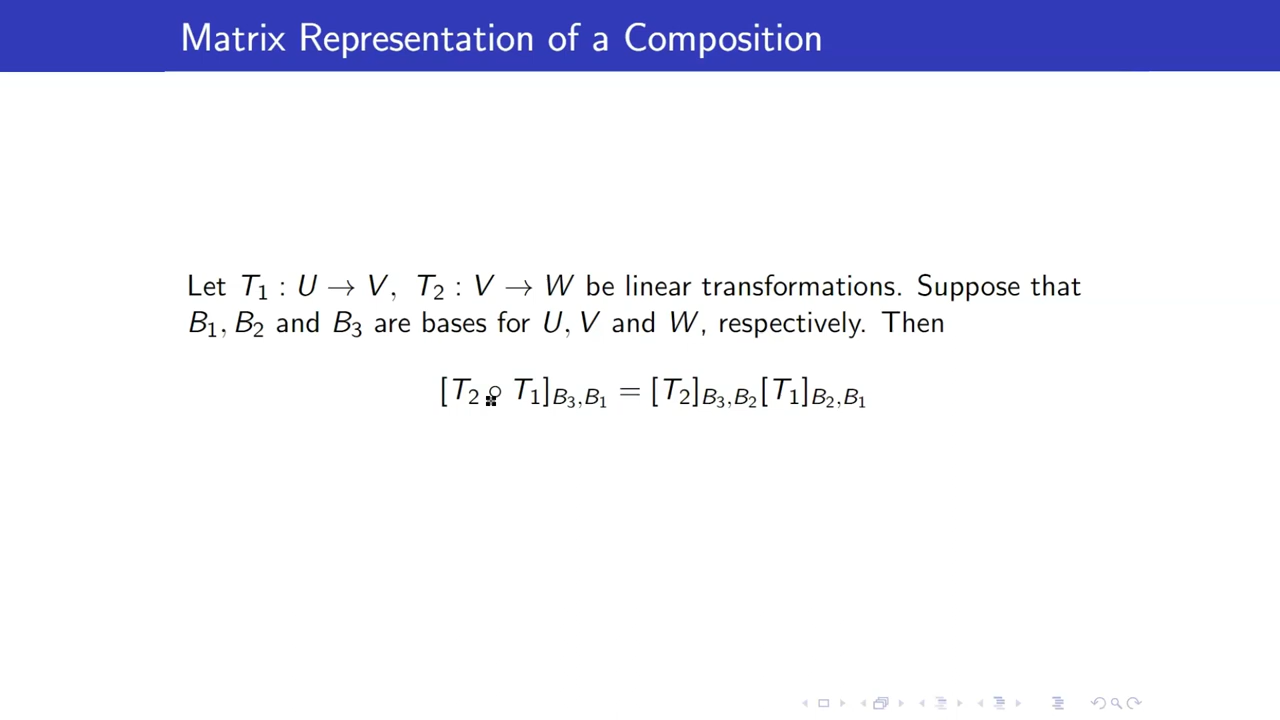 Matrix Representation of a Composition
Let T₁ : U → V, T₂ : V → W be linear transformations. Suppose that
B₁, B₂ and B₃ are bases for U, V and W, respectively. Then
[T₂ ∘ T₁]_{B₃,B₁} = [T₂]_{B₃,B₂}[T₁]_{B₂,B₁}